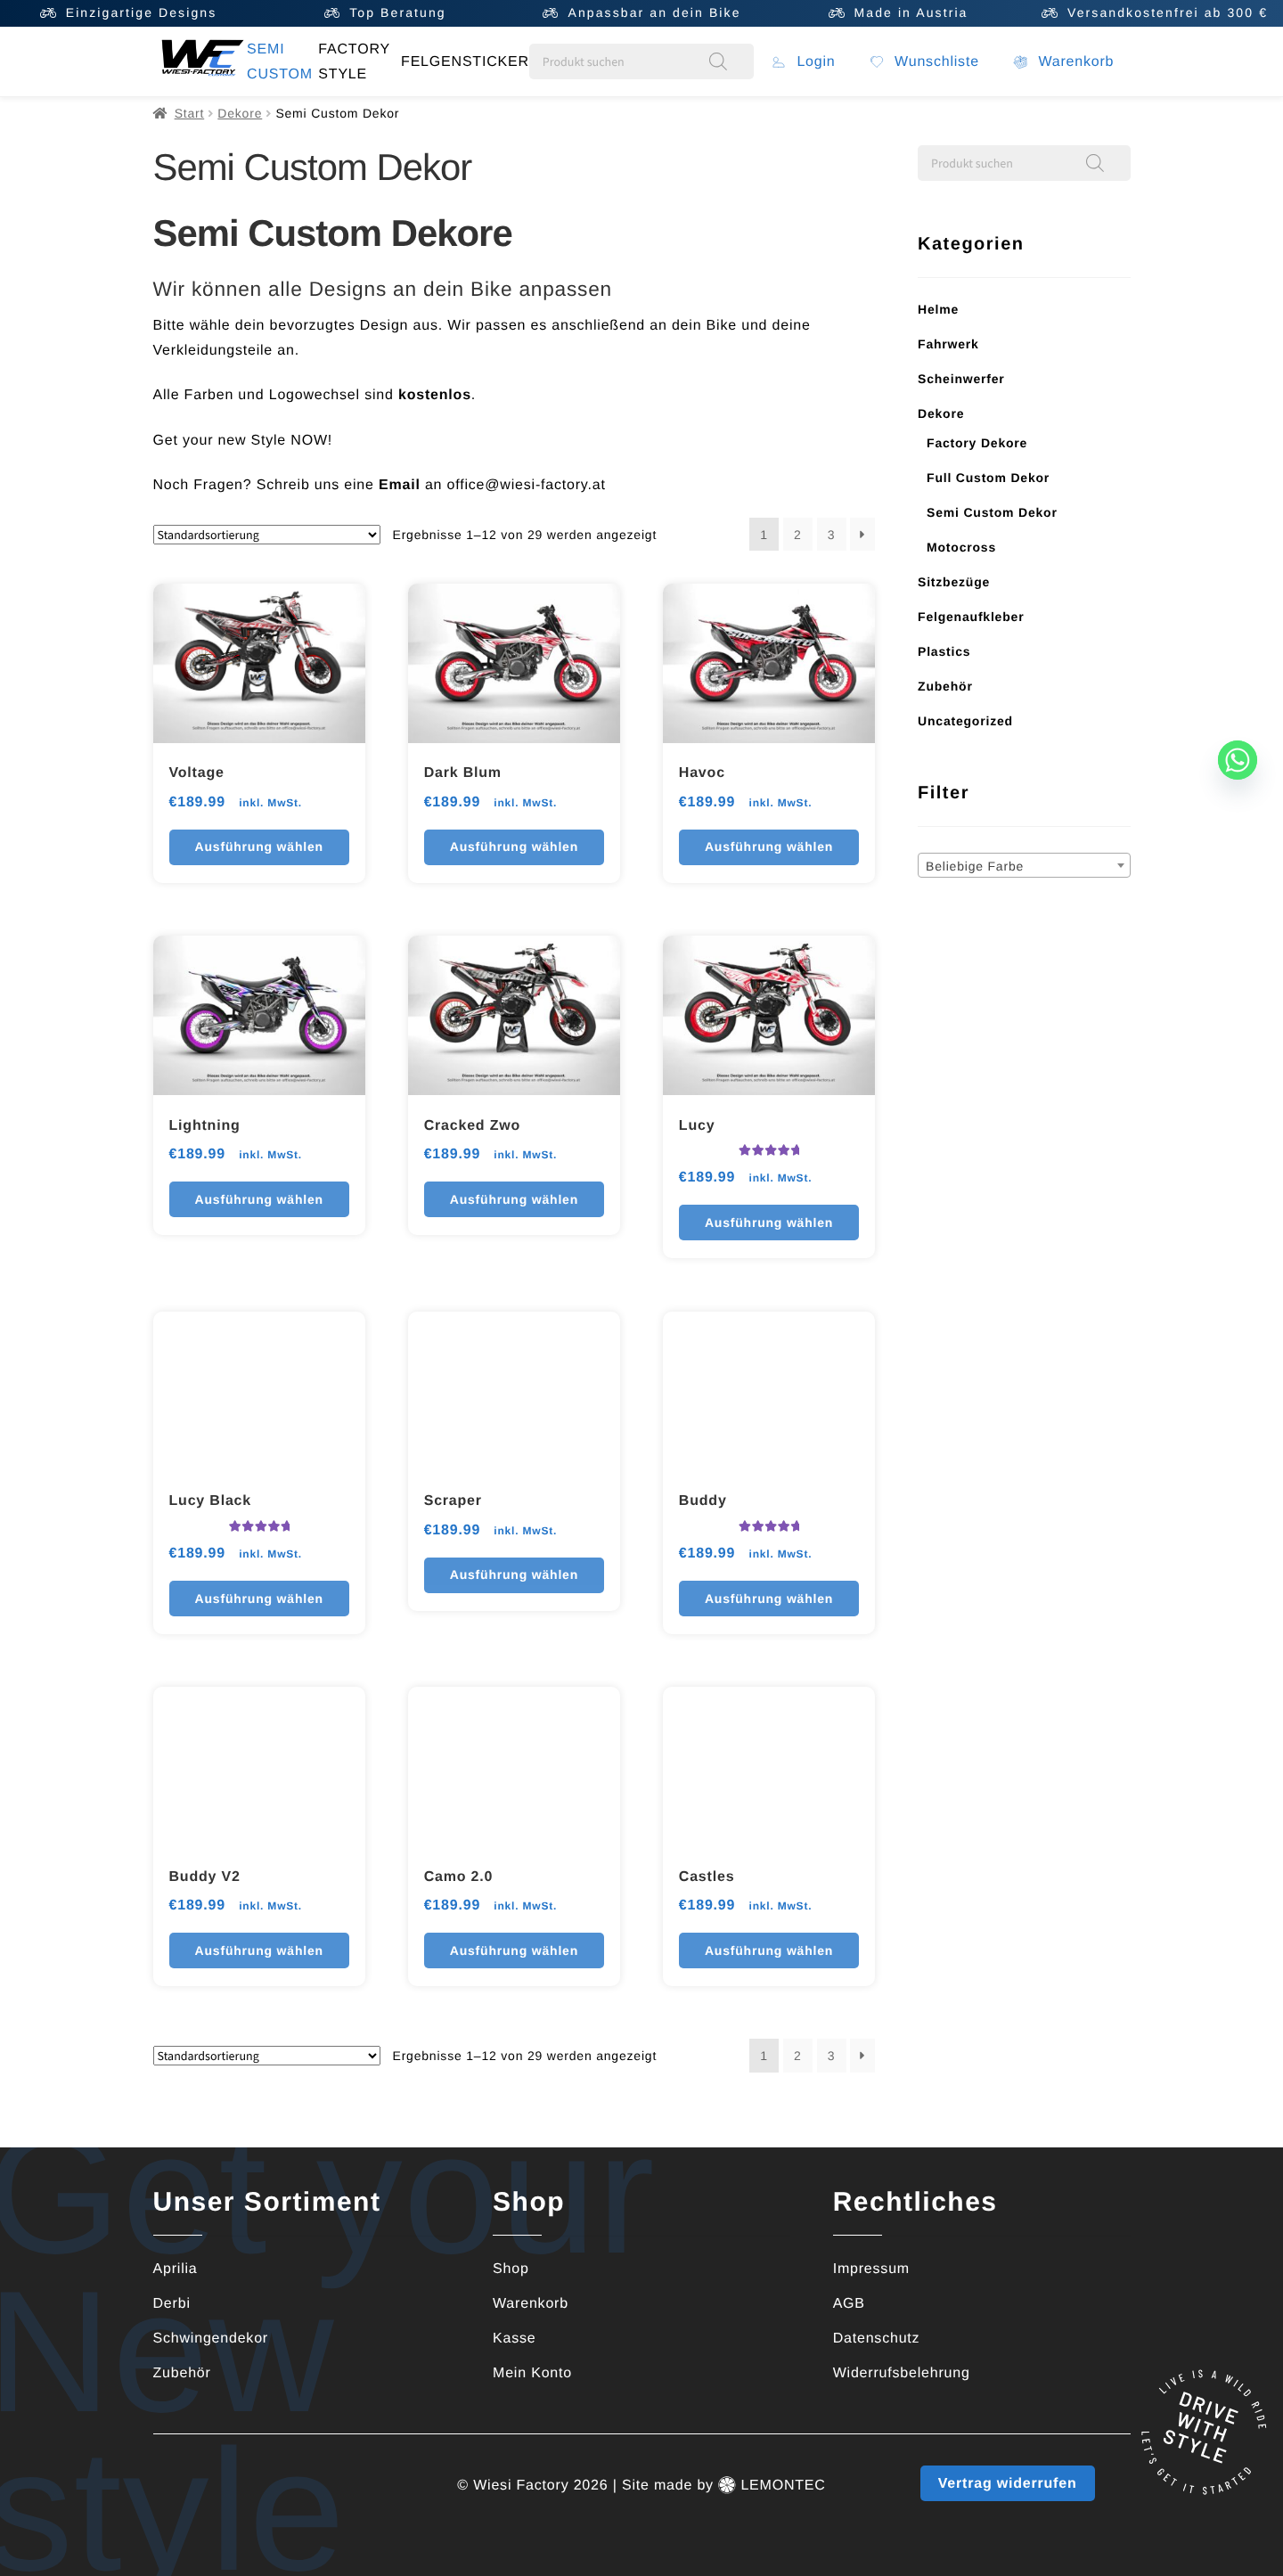 Einzigartige Designs
Top Beratung
Anpassbar an dein Bike
Made in Austria
Versandkostenfrei ab 300 €
WIESI-FACTORY
SEMI CUSTOM
FACTORY STYLE
FELGENSTICKER
Produkt suchen
Login
Wunschliste
Warenkorb
Start
Dekore
Semi Custom Dekor
Semi Custom Dekor
Semi Custom Dekore
Wir können alle Designs an dein Bike anpassen
Bitte wähle dein bevorzugtes Design aus. Wir passen es anschließend an dein Bike und deine
Verkleidungsteile an.
Alle Farben und Logowechsel sind kostenlos.
Get your new Style NOW!
Noch Fragen? Schreib uns eine Email an office@wiesi-factory.at
Standardsortierung
Ergebnisse 1–12 von 29 werden angezeigt
1
2
3
Voltage
€189.99 inkl. MwSt.
Ausführung wählen
Dark Blum
€189.99 inkl. MwSt.
Ausführung wählen
Havoc
€189.99 inkl. MwSt.
Ausführung wählen
Lightning
€189.99 inkl. MwSt.
Ausführung wählen
Cracked Zwo
€189.99 inkl. MwSt.
Ausführung wählen
Lucy
€189.99 inkl. MwSt.
Ausführung wählen
Lucy Black
€189.99 inkl. MwSt.
Ausführung wählen
Scraper
€189.99 inkl. MwSt.
Ausführung wählen
Buddy
€189.99 inkl. MwSt.
Ausführung wählen
Buddy V2
€189.99 inkl. MwSt.
Ausführung wählen
Camo 2.0
€189.99 inkl. MwSt.
Ausführung wählen
Castles
€189.99 inkl. MwSt.
Ausführung wählen
Standardsortierung
Ergebnisse 1–12 von 29 werden angezeigt
1
2
3
Produkt suchen
Kategorien
Helme
Fahrwerk
Scheinwerfer
Dekore
Factory Dekore
Full Custom Dekor
Semi Custom Dekor
Motocross
Sitzbezüge
Felgenaufkleber
Plastics
Zubehör
Uncategorized
Filter
Beliebige Farbe
Get your
New
style
Unser Sortiment
Aprilia
Derbi
Schwingendekor
Zubehör
Shop
Shop
Warenkorb
Kasse
Mein Konto
Rechtliches
Impressum
AGB
Datenschutz
Widerrufsbelehrung
LIVE IS A WILD RIDE
DRIVE
WITH
STYLE
LET'S GET IT STARTED
© Wiesi Factory 2026 | Site made by LEMONTEC
Vertrag widerrufen